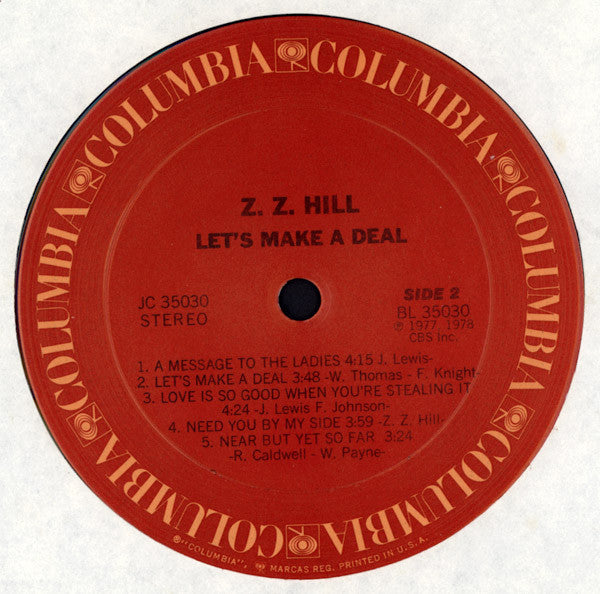 COLUMBIA COLUMBIA COLUMBIA COLUMBIA COLUMBIA COLUMBIA
Z. Z. HILL
LET'S MAKE A DEAL
JC 35030
STEREO
SIDE 2
BL 35030
℗ 1977, 1978
CBS Inc.
1. A MESSAGE TO THE LADIES 4:15 J. Lewis-
2. LET'S MAKE A DEAL 3:48 -W. Thomas - F. Knight-
3. LOVE IS SO GOOD WHEN YOU'RE STEALING IT
4:24 -J. Lewis F. Johnson-
4. NEED YOU BY MY SIDE 3:59 -Z. Z. Hill-
5. NEAR BUT YET SO FAR 3:24
-R. Caldwell - W. Payne-
®"COLUMBIA", MARCAS REG. PRINTED IN U.S.A.